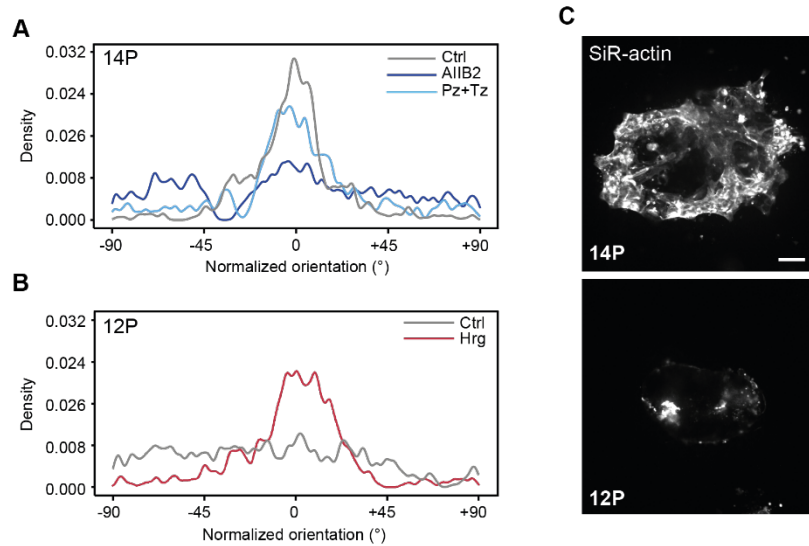 A
14P
Ctrl
AIIB2
Pz+Tz
0.032
0.024
0.026
0.008
0.000
Density
-90
-45
0
+45
+90
Normalized orientation (°)
B
12P
Ctrl
Hrg
0.032
0.024
0.026
0.008
0.000
Density
-90
-45
0
+45
+90
Normalized orientation (°)
C
SiR-actin
14P
12P